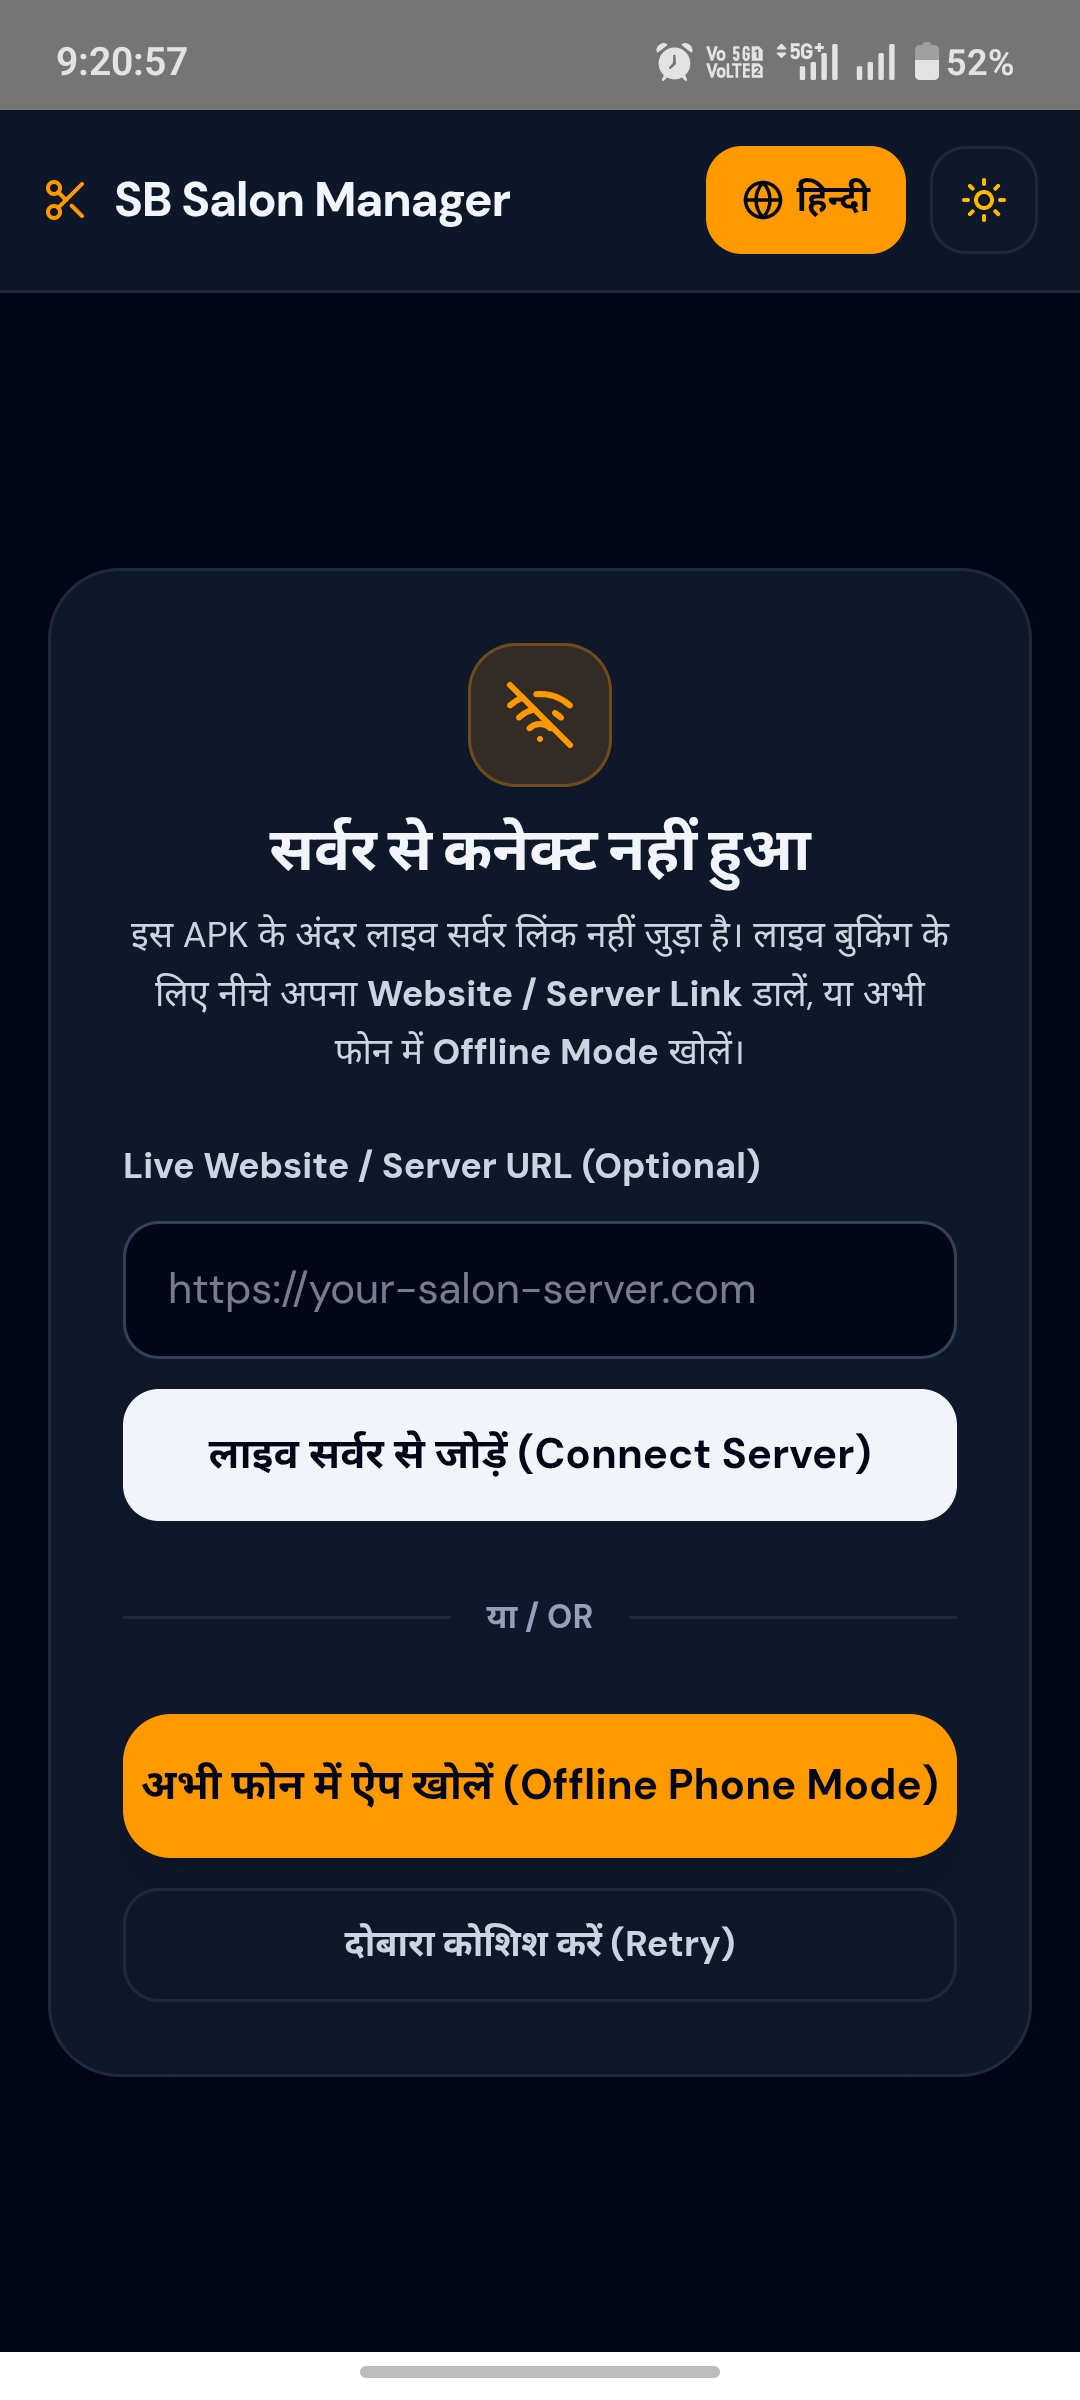 9:20:57
Vo 5G 1
VoLTE 2
5G+
52%
SB Salon Manager
हिन्दी
सर्वर से कनेक्ट नहीं हुआ
इस APK के अंदर लाइव सर्वर लिंक नहीं जुड़ा है। लाइव बुकिंग के
लिए नीचे अपना Website / Server Link डालें, या अभी
फोन में Offline Mode खोलें।
Live Website / Server URL (Optional)
https://your-salon-server.com
लाइव सर्वर से जोड़ें (Connect Server)
या / OR
अभी फोन में ऐप खोलें (Offline Phone Mode)
दोबारा कोशिश करें (Retry)